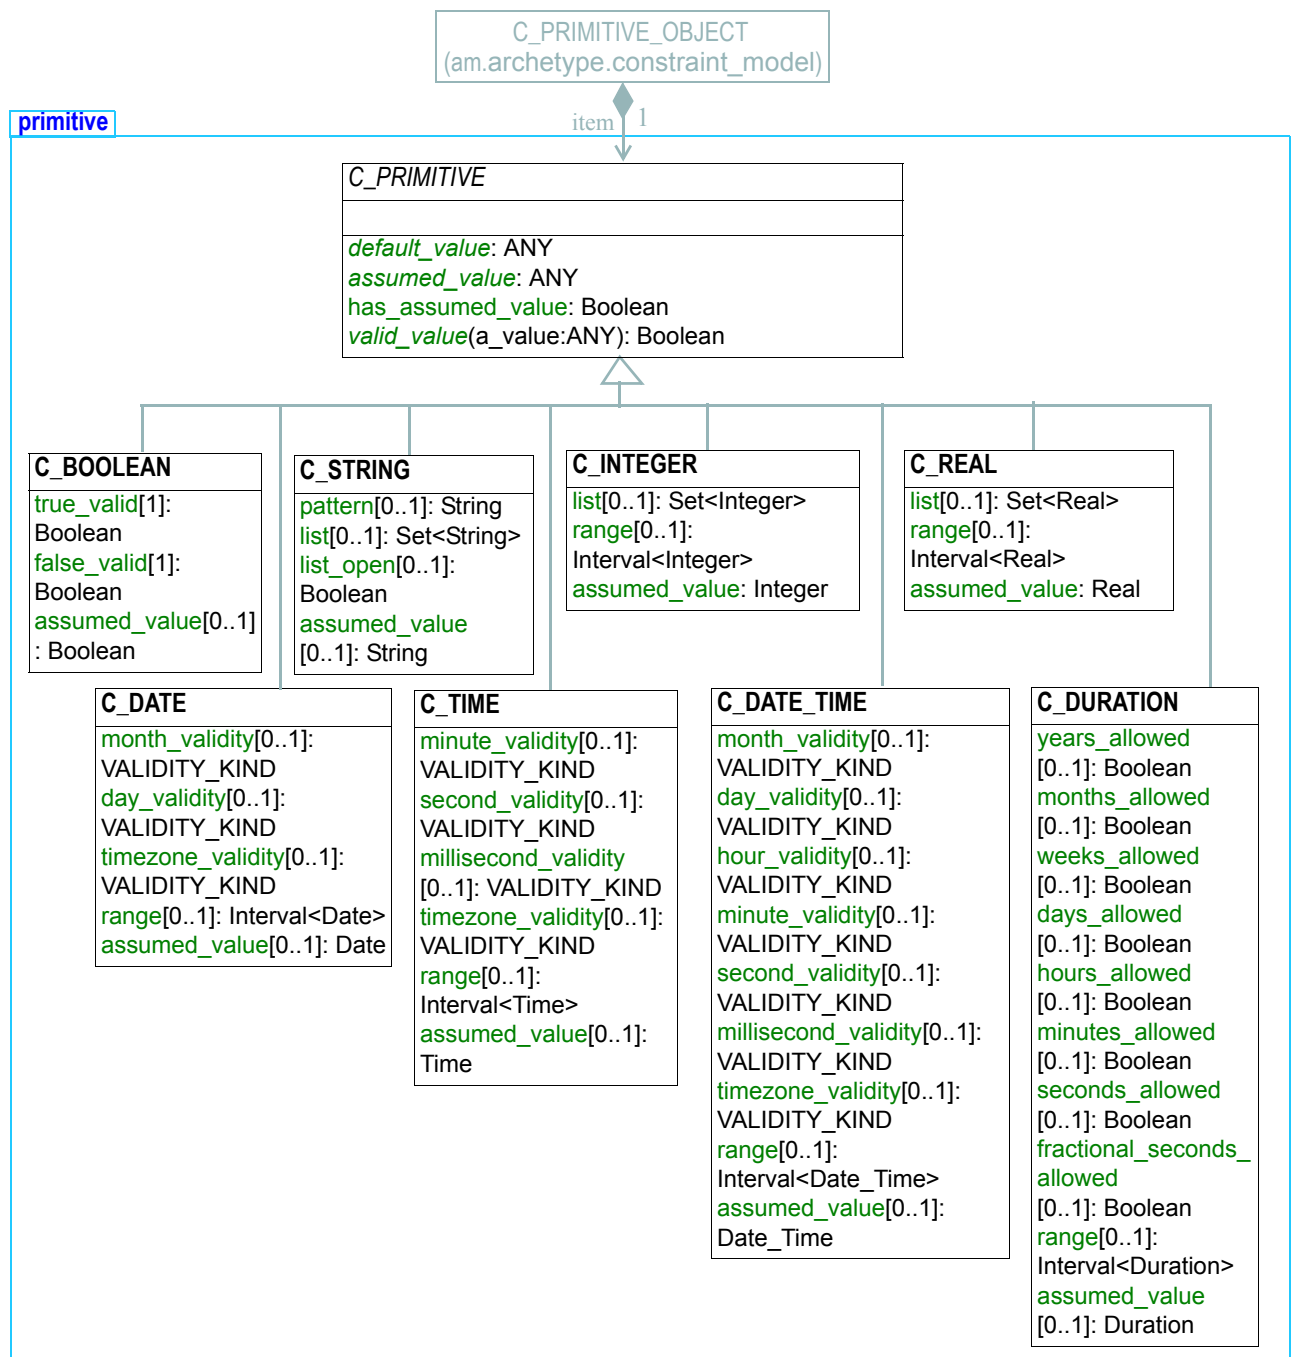 C_PRIMITIVE_OBJECT
(am.archetype.constraint_model)
primitive
item 1
C_PRIMITIVE
default_value: ANY
assumed_value: ANY
has_assumed_value: Boolean
valid_value(a_value:ANY): Boolean
C_BOOLEAN
true_valid[1]:
Boolean
false_valid[1]:
Boolean
assumed_value[0..1]
: Boolean
C_STRING
pattern[0..1]: String
list[0..1]: Set<String>
list_open[0..1]:
Boolean
assumed_value
[0..1]: String
C_INTEGER
list[0..1]: Set<Integer>
range[0..1]:
Interval<Integer>
assumed_value: Integer
C_REAL
list[0..1]: Set<Real>
range[0..1]:
Interval<Real>
assumed_value: Real
C_DATE
month_validity[0..1]:
VALIDITY_KIND
day_validity[0..1]:
VALIDITY_KIND
timezone_validity[0..1]:
VALIDITY_KIND
range[0..1]: Interval<Date>
assumed_value[0..1]: Date
C_TIME
minute_validity[0..1]:
VALIDITY_KIND
second_validity[0..1]:
VALIDITY_KIND
millisecond_validity
[0..1]: VALIDITY_KIND
timezone_validity[0..1]:
VALIDITY_KIND
range[0..1]:
Interval<Time>
assumed_value[0..1]:
Time
C_DATE_TIME
month_validity[0..1]:
VALIDITY_KIND
day_validity[0..1]:
VALIDITY_KIND
hour_validity[0..1]:
VALIDITY_KIND
minute_validity[0..1]:
VALIDITY_KIND
second_validity[0..1]:
VALIDITY_KIND
millisecond_validity[0..1]:
VALIDITY_KIND
timezone_validity[0..1]:
VALIDITY_KIND
range[0..1]:
Interval<Date_Time>
assumed_value[0..1]:
Date_Time
C_DURATION
years_allowed
[0..1]: Boolean
months_allowed
[0..1]: Boolean
weeks_allowed
[0..1]: Boolean
days_allowed
[0..1]: Boolean
hours_allowed
[0..1]: Boolean
minutes_allowed
[0..1]: Boolean
seconds_allowed
[0..1]: Boolean
fractional_seconds_
allowed
[0..1]: Boolean
range[0..1]:
Interval<Duration>
assumed_value
[0..1]: Duration